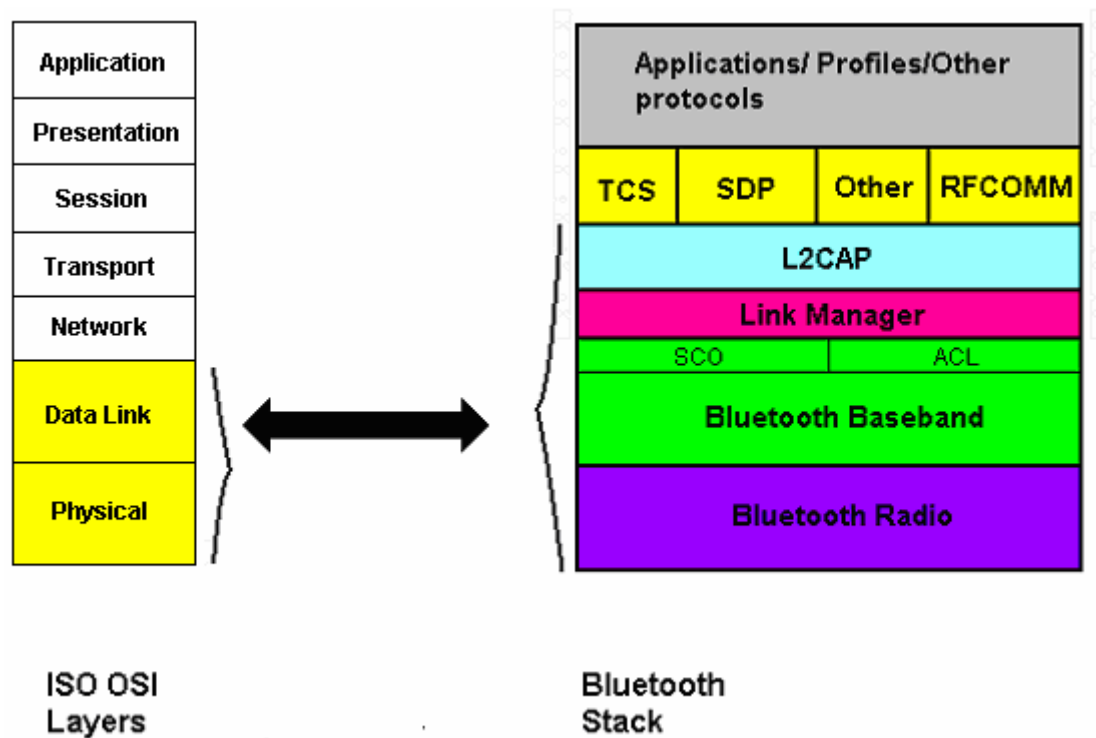 Application
Presentation
Session
Transport
Network
Data Link
Physical
ISO OSI
Layers
Applications/ Profiles/Other
protocols
TCS SDP Other RFCOMM
L2CAP
Link Manager
SCO ACL
Bluetooth Baseband
Bluetooth Radio
Bluetooth
Stack